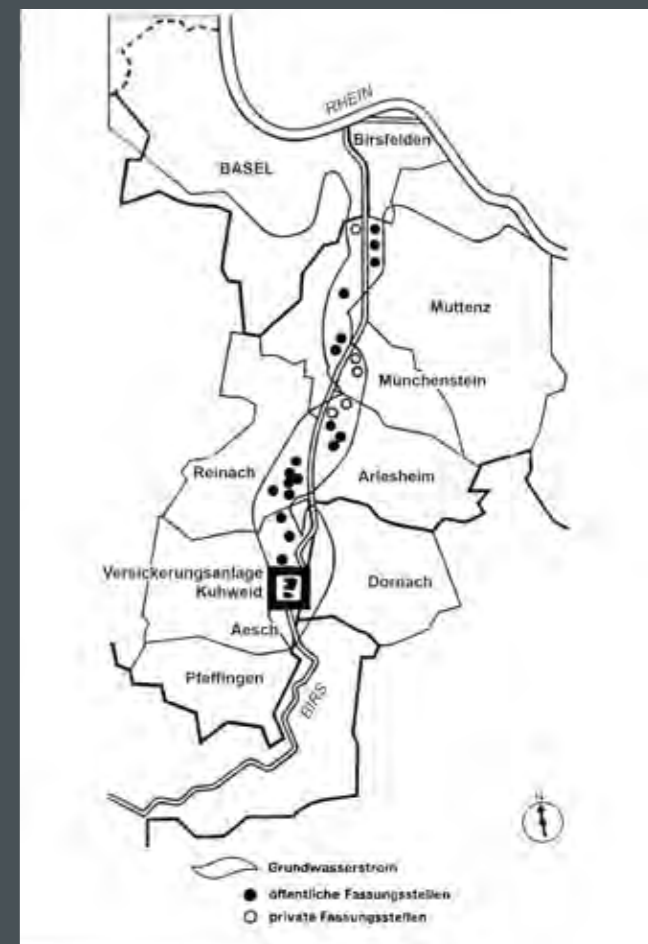 RHEIN
Birsfelden
BASEL
Muttenz
Münchenstein
Reinach
Arlesheim
Versickerungsanlage
Kuhweid
Dornach
Aesch
Pfeffingen
BIRS
N
Grundwasserstrom
öffentliche Fassungsstellen
private Fassungsstellen